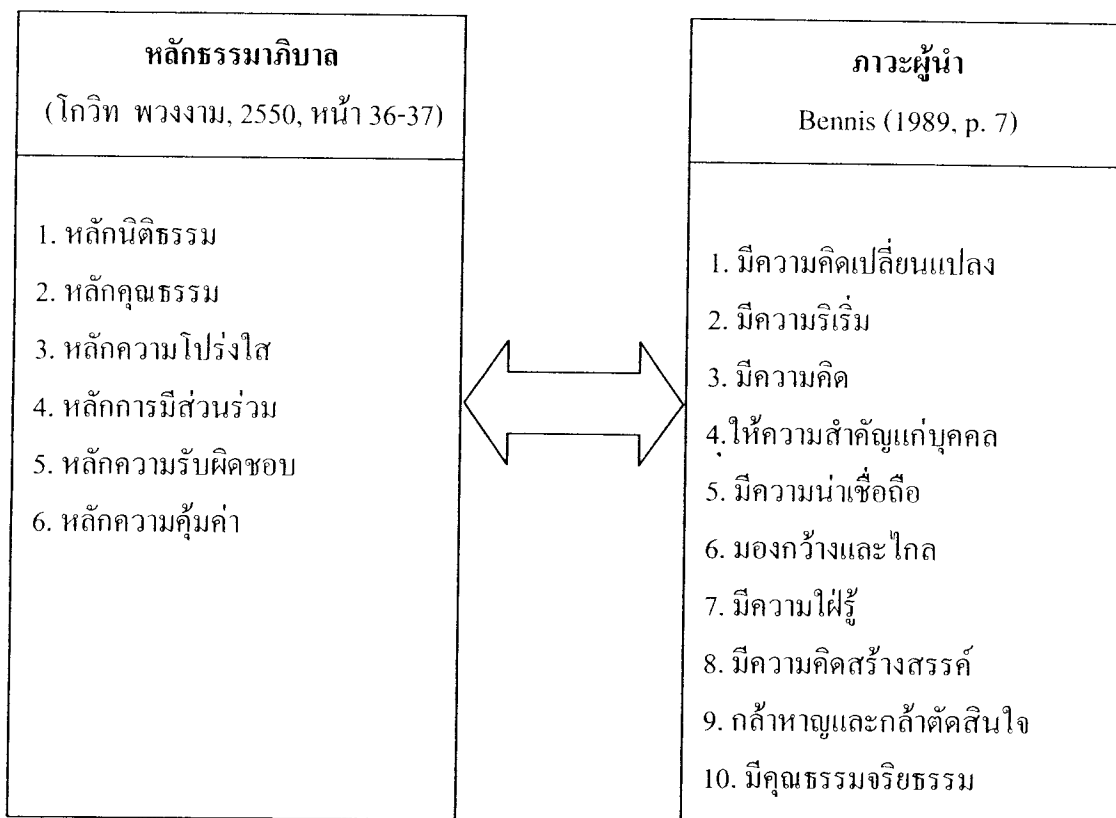 หลักธรรมาภิบาล
(โกวิท พวงงาม, 2550, หน้า 36-37)
1. หลักนิติธรรม
2. หลักคุณธรรม
3. หลักความโปร่งใส
4. หลักการมีส่วนร่วม
5. หลักความรับผิดชอบ
6. หลักความคุ้มค่า
ภาวะผู้นำ
Bennis (1989, p. 7)
1. มีความคิดเปลี่ยนแปลง
2. มีความริเริ่ม
3. มีความคิด
4.ให้ความสำคัญแก่บุคคล
5. มีความน่าเชื่อถือ
6. มองกว้างและไกล
7. มีความใฝ่รู้
8. มีความคิดสร้างสรรค์
9. กล้าหาญและกล้าตัดสินใจ
10. มีคุณธรรมจริยธรรม